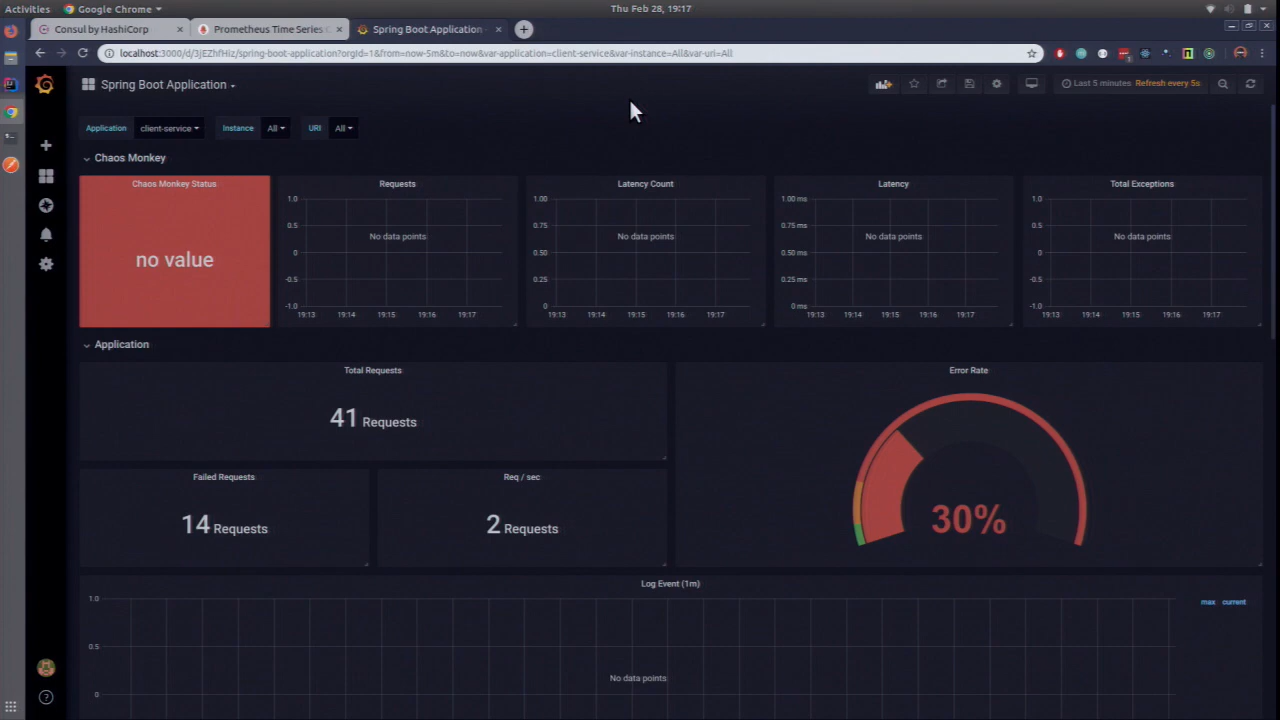 Activities Google Chrome Thu Feb 28, 19:17
Consul by HashiCorp Prometheus Time Series Spring Boot Application
localhost:3000/d/3jEZhfHiz/spring-boot-application?orgId=1&from=now-5m&to=now&var-application=client-service&var-instance=All&var-uri=All
Spring Boot Application Last 5 minutes Refresh every 5s
Application client-service Instance All URI All
Chaos Monkey
Chaos Monkey Status
no value
Requests
1.0
0.5
No data points
0
-0.5
-1.0
19:13 19:14 19:15 19:16 19:17
Latency Count
1.00
0.75
No data points
0.50
0.25
0
19:13 19:14 19:15 19:16 19:17
Latency
1.00 ms
0.75 ms
No data points
0.50 ms
0.25 ms
0 ms
19:13 19:14 19:15 19:16 19:17
Total Exceptions
1.0
0.5
No data points
0
-0.5
-1.0
19:13 19:14 19:15 19:16 19:17
Application
Total Requests
41 Requests
Error Rate
30%
Failed Requests
14 Requests
Req / sec
2 Requests
Log Event (1m)
1.0
max current
0.5
No data points
0